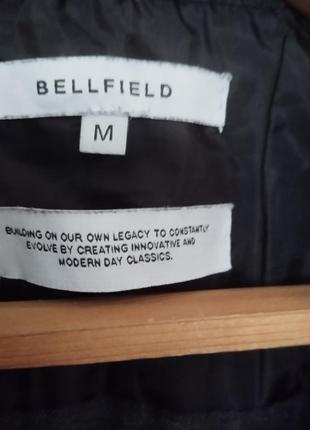 BELLFIELD
M
BUILDING ON OUR OWN LEGACY TO CONSTANTLY
EVOLVE BY CREATING INNOVATIVE AND
MODERN DAY CLASSICS.